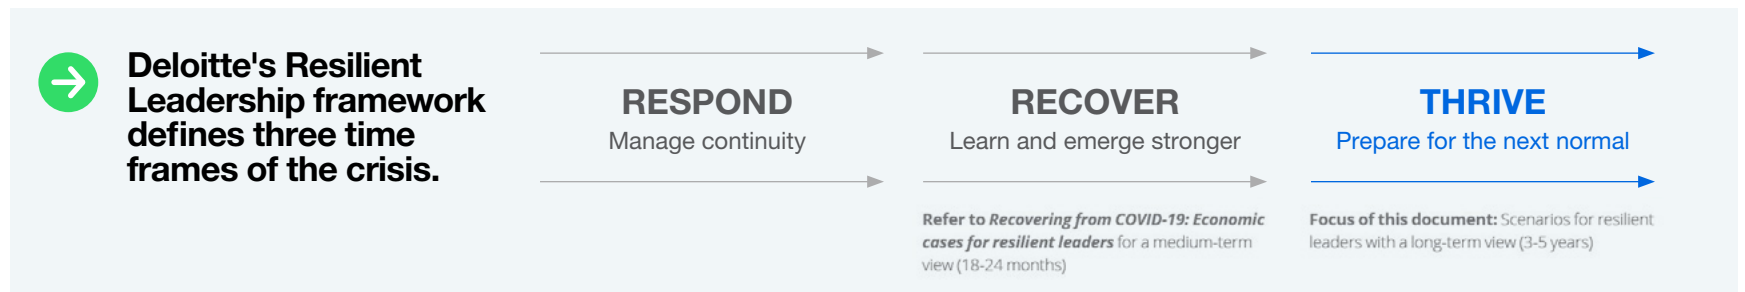 Deloitte's Resilient
Leadership framework
defines three time
frames of the crisis.
RESPOND
Manage continuity
RECOVER
Learn and emerge stronger
Refer to Recovering from COVID-19: Economic
cases for resilient leaders for a medium-term
view (18-24 months)
THRIVE
Prepare for the next normal
Focus of this document: Scenarios for resilient
leaders with a long-term view (3-5 years)